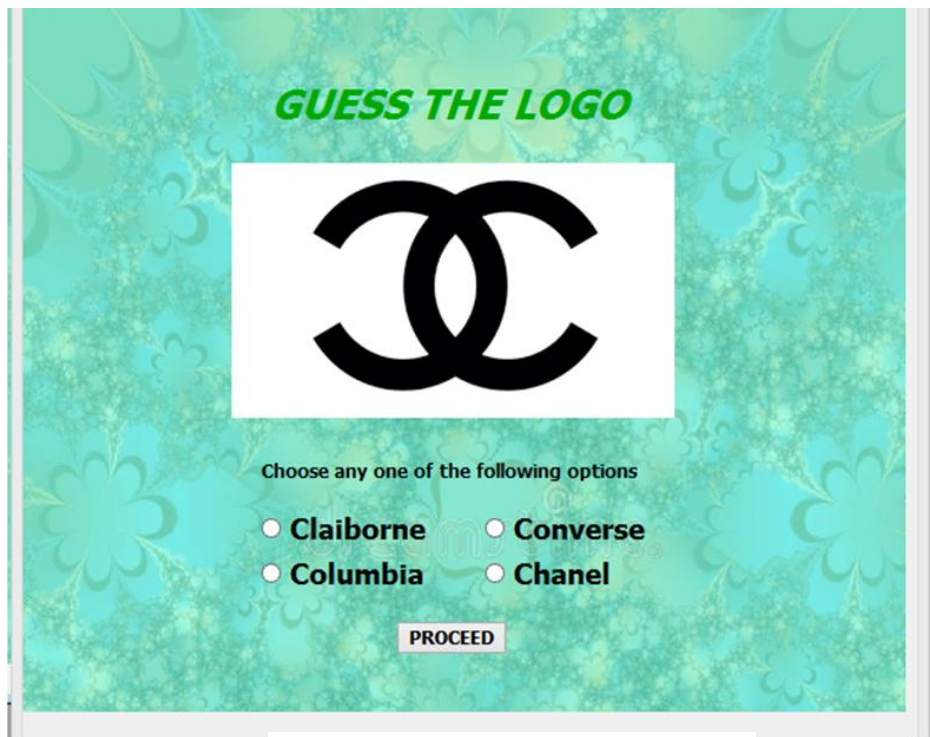 GUESS THE LOGO
Choose any one of the following options
Claiborne Converse
Columbia Chanel
PROCEED